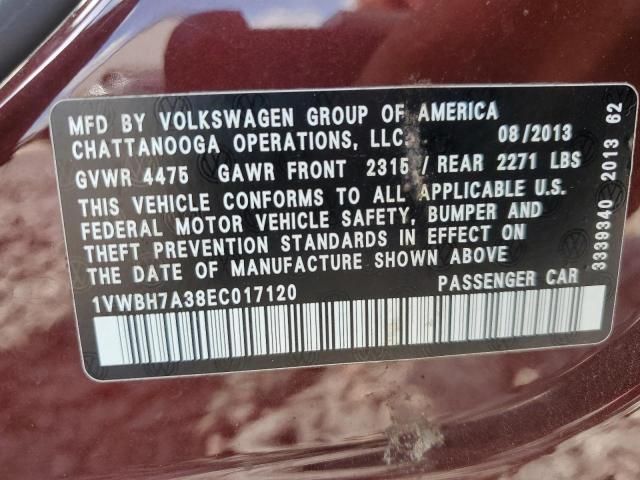 MFD BY VOLKSWAGEN GROUP OF AMERICA
CHATTANOOGA OPERATIONS, LLC 08/2013
GVWR 4475 GAWR FRONT 2315 / REAR 2271 LBS
THIS VEHICLE CONFORMS TO ALL APPLICABLE U.S.
FEDERAL MOTOR VEHICLE SAFETY, BUMPER AND
THEFT PREVENTION STANDARDS IN EFFECT ON
THE DATE OF MANUFACTURE SHOWN ABOVE
1VWBH7A38EC017120 PASSENGER CAR
3339340 2013 62